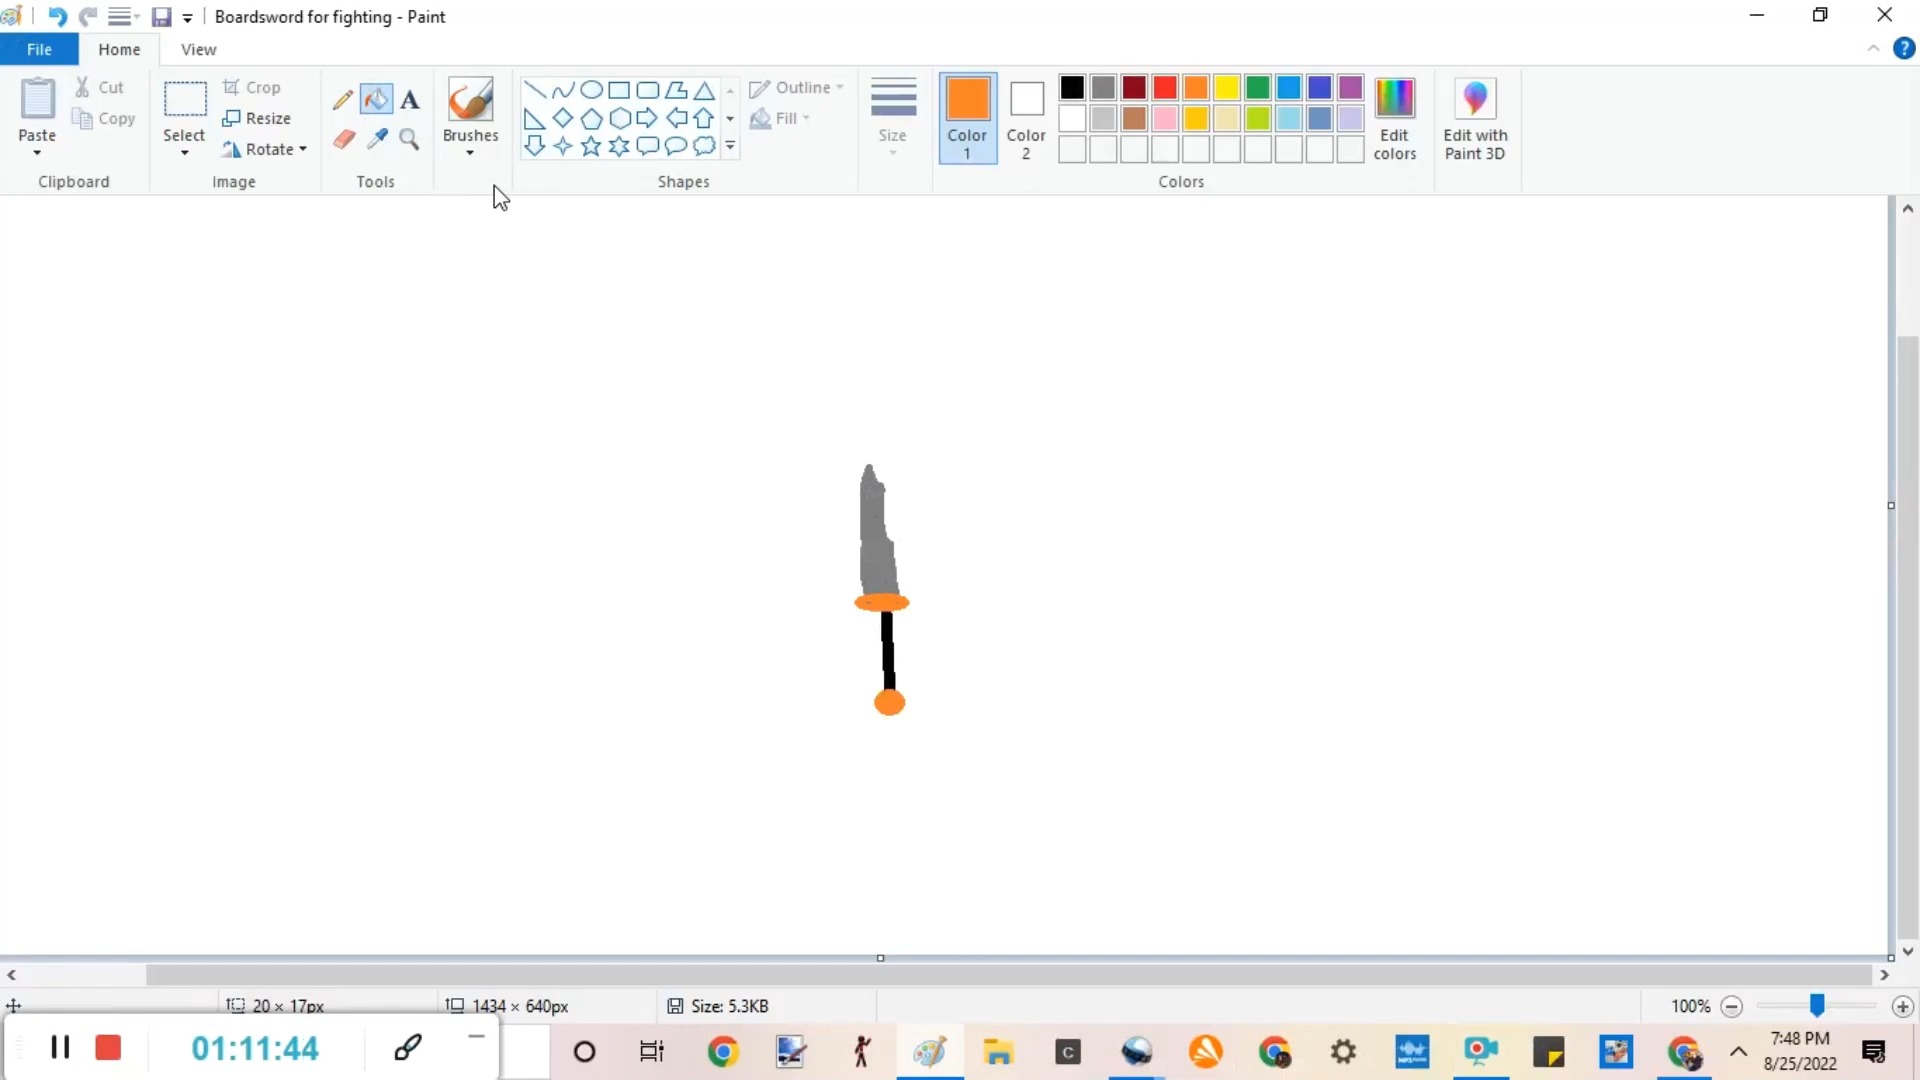 Boardsword for fighting - Paint
File Home View
Paste Cut Copy Clipboard
Select Crop Resize Rotate Image
A Tools
Brushes
Shapes
Outline Fill
Size
Color 1
Color 2
Colors
Edit colors
Edit with Paint 3D
20 × 17px 1434 × 640px Size: 5.3KB 100%
01:11:44
C
MP3
7:48 PM
8/25/2022